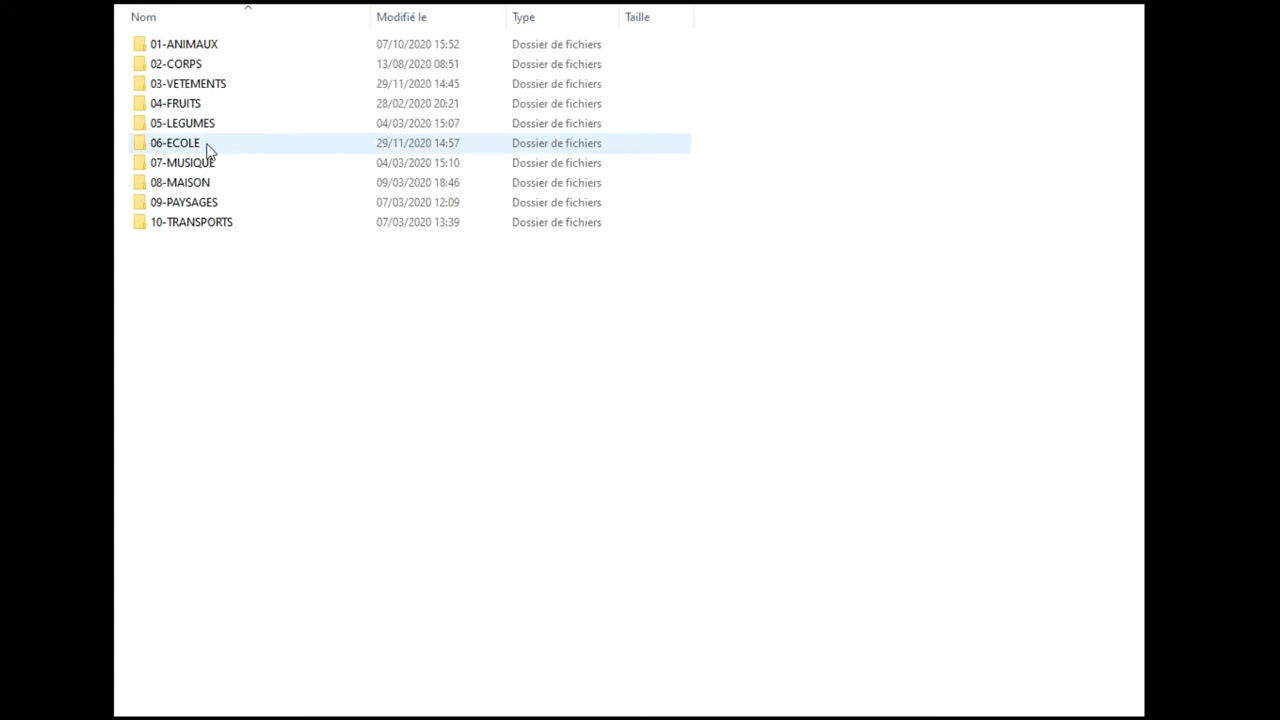 Nom Modifié le Type Taille
01-ANIMAUX 07/10/2020 15:52 Dossier de fichiers
02-CORPS 13/08/2020 08:51 Dossier de fichiers
03-VETEMENTS 29/11/2020 14:45 Dossier de fichiers
04-FRUITS 28/02/2020 20:21 Dossier de fichiers
05-LEGUMES 04/03/2020 15:07 Dossier de fichiers
06-ECOLE 29/11/2020 14:57 Dossier de fichiers
07-MUSIQUE 04/03/2020 15:10 Dossier de fichiers
08-MAISON 09/03/2020 18:46 Dossier de fichiers
09-PAYSAGES 07/03/2020 12:09 Dossier de fichiers
10-TRANSPORTS 07/03/2020 13:39 Dossier de fichiers